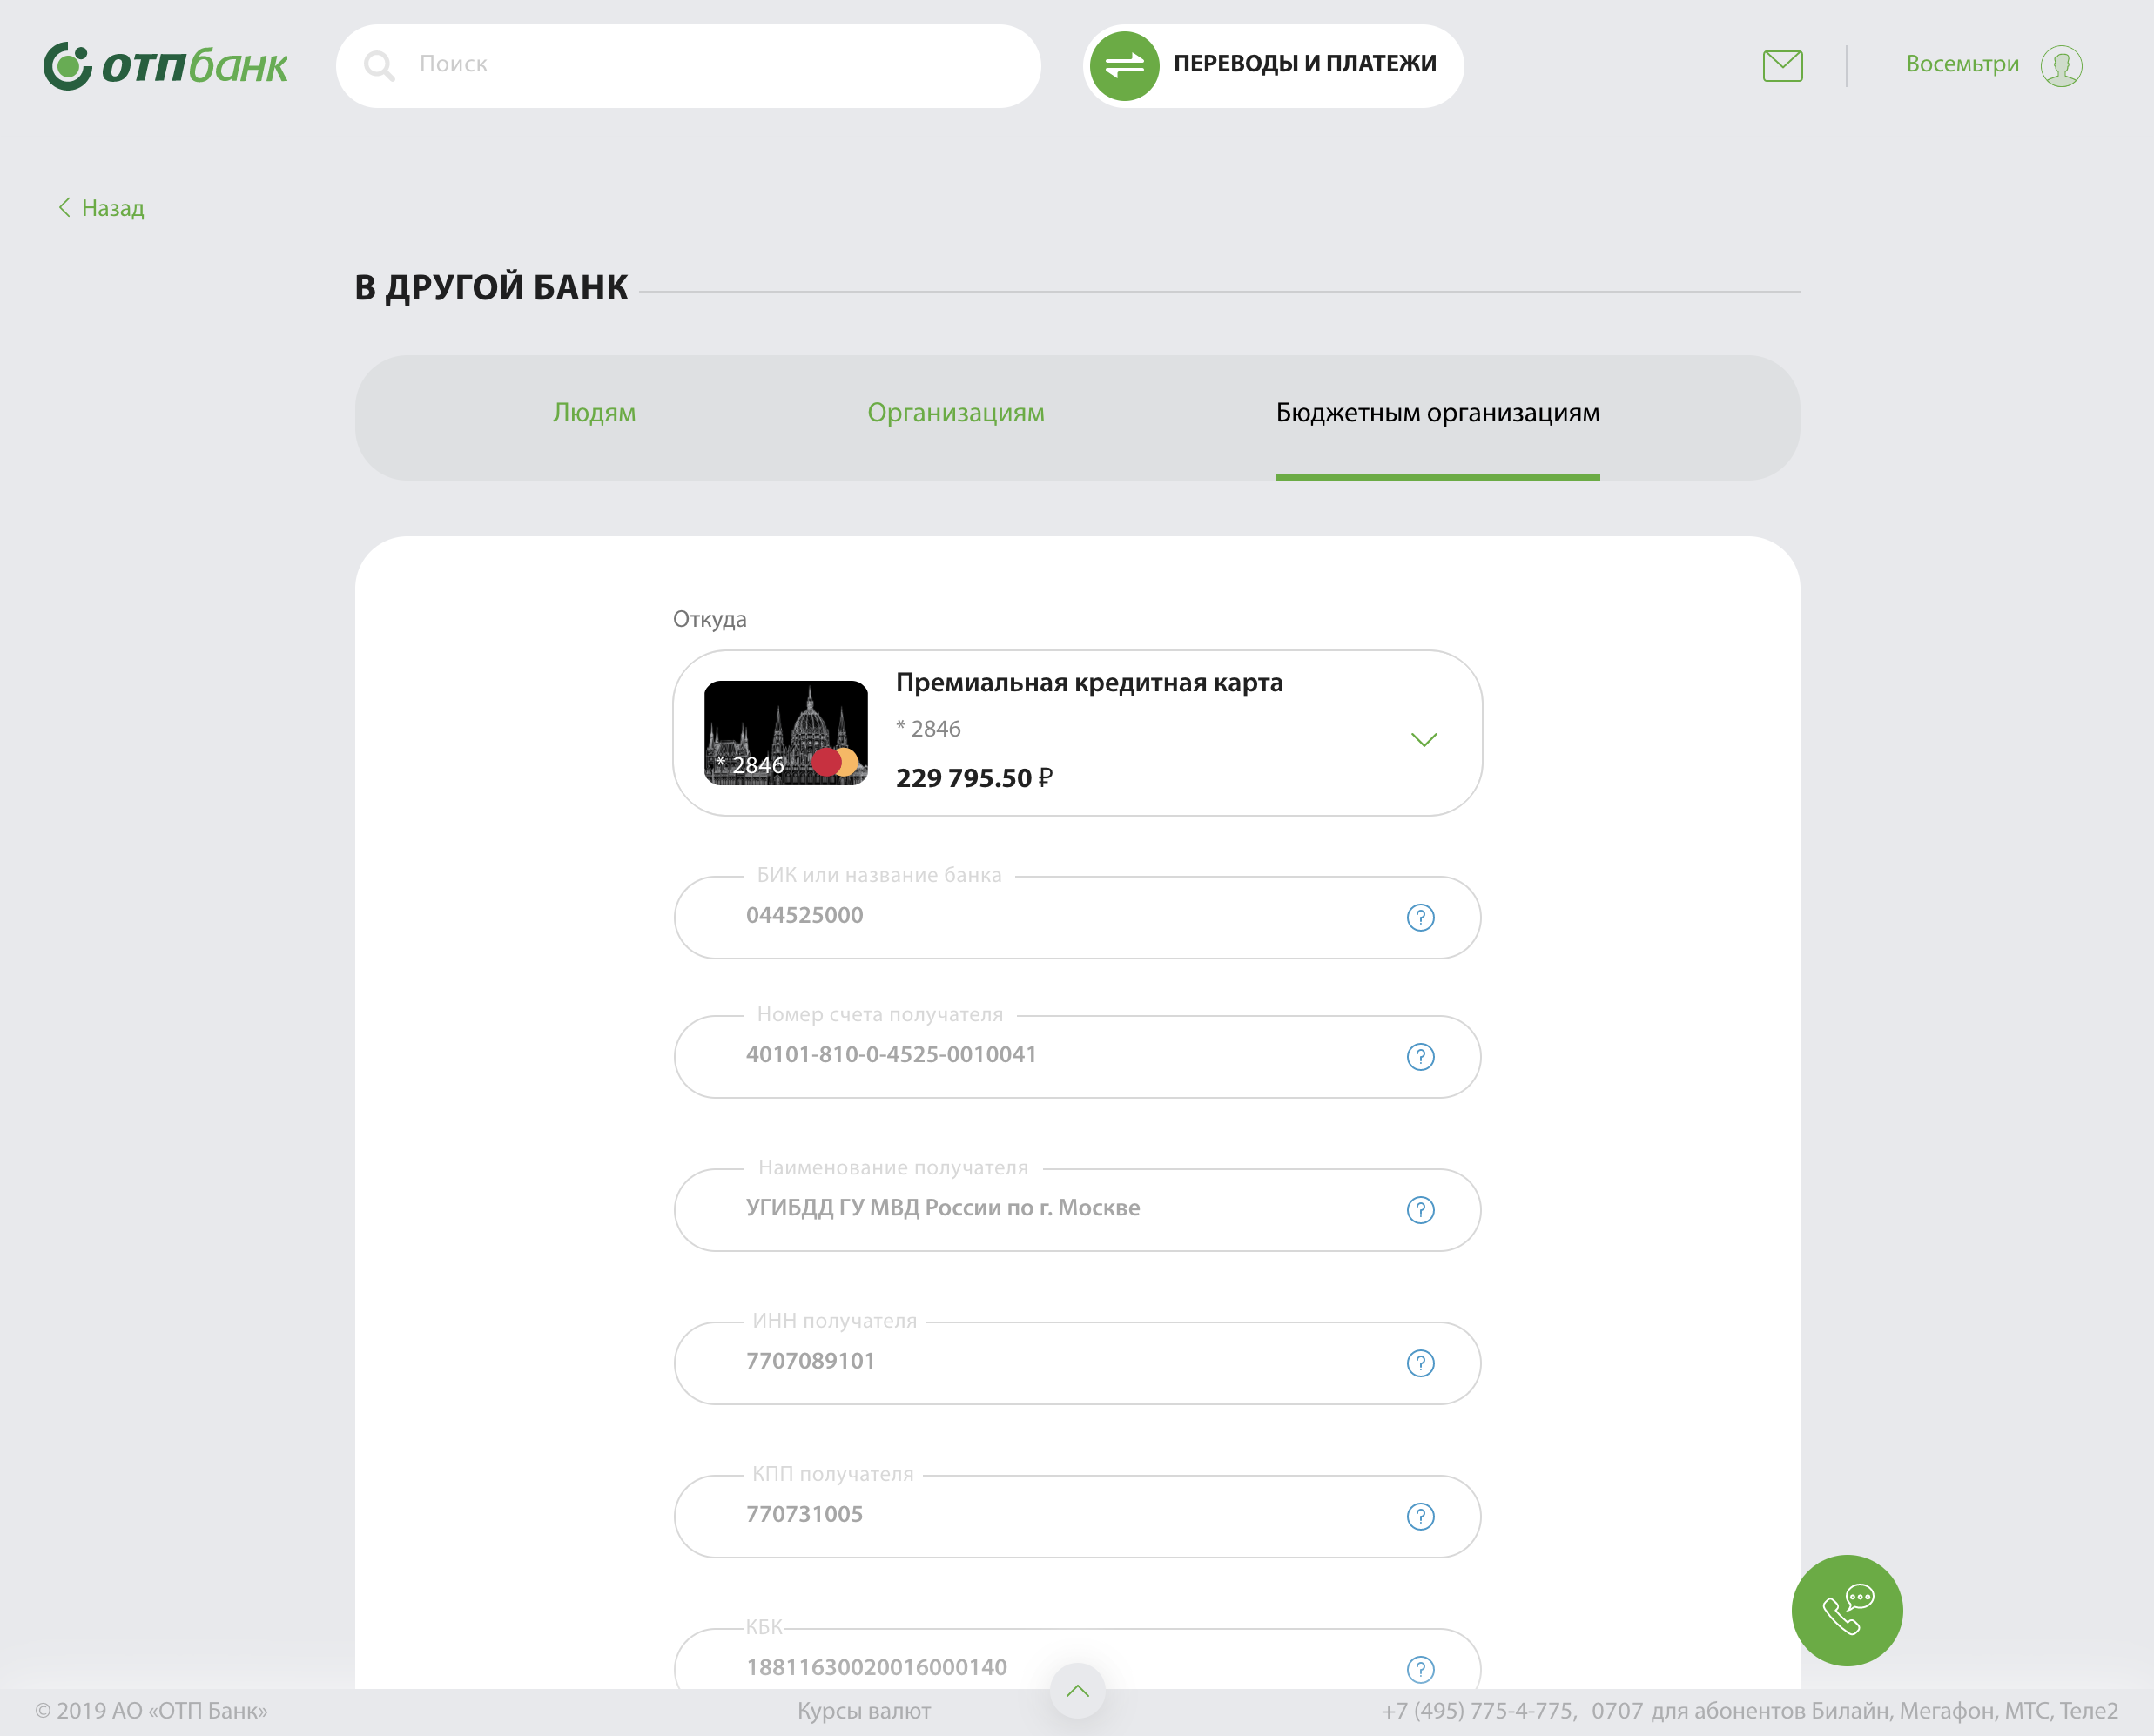 отпбанк
Поиск
ПЕРЕВОДЫ И ПЛАТЕЖИ
Восемьтри
Назад
В ДРУГОЙ БАНК
Людям
Организациям
Бюджетным организациям
Откуда
Премиальная кредитная карта
* 2846
* 2846
229 795.50 ₽
БИК или название банка
044525000
?
Номер счета получателя
40101-810-0-4525-0010041
?
Наименование получателя
УГИБДД ГУ МВД России по г. Москве
?
ИНН получателя
7707089101
?
КПП получателя
770731005
?
КБК
18811630020016000140
?
© 2019 АО «ОТП Банк»
Курсы валют
+7 (495) 775-4-775, 0707 для абонентов Билайн, Мегафон, МТС, Теле2